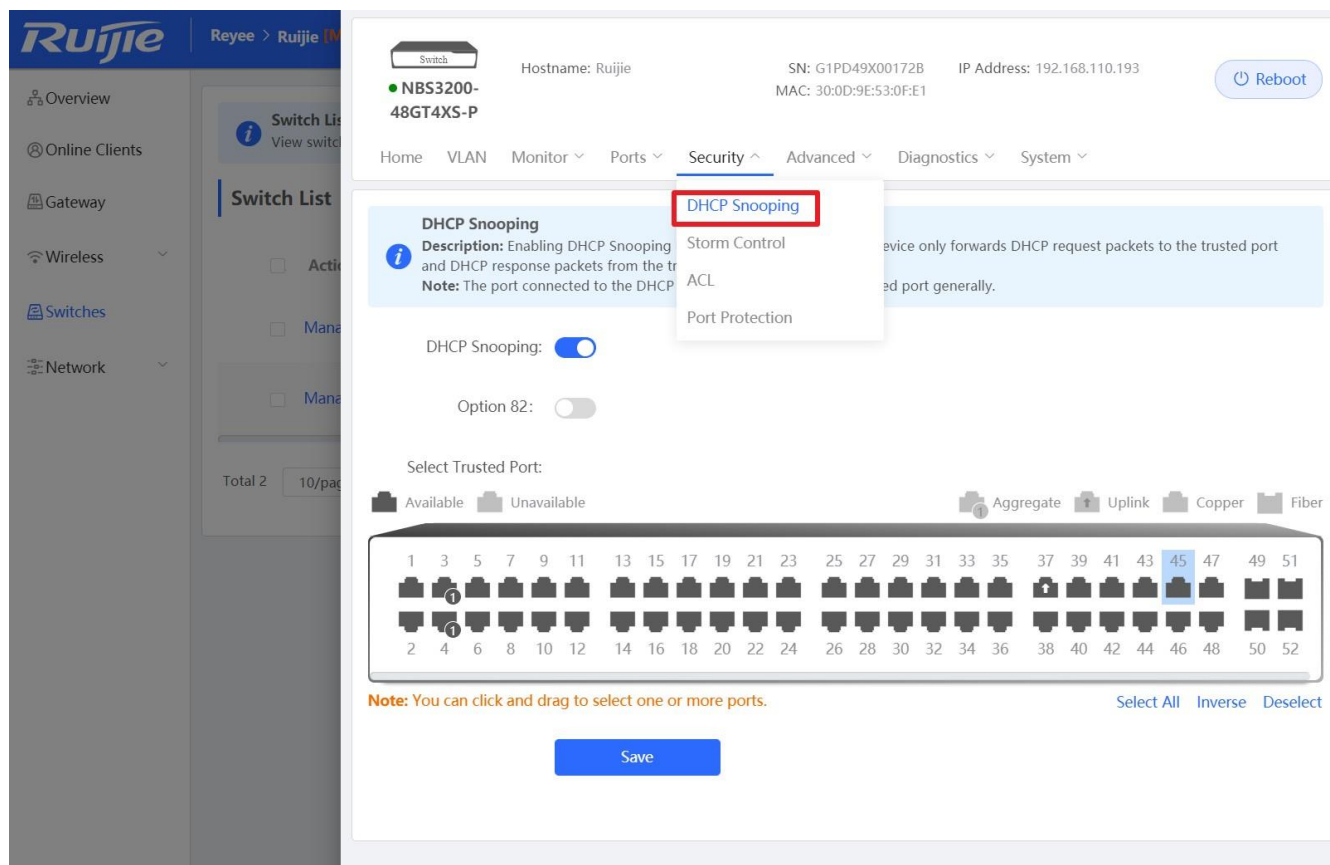 Ruijie
Reyee > Ruijie [M
Overview
Online Clients
Gateway
Wireless
Switches
Network
Switch Lis
View switc
Switch List
Actio
Mana
Mana
Total 2 10/pag
Switch
NBS3200-
48GT4XS-P
Hostname: Ruijie
SN: G1PD49X00172B
IP Address: 192.168.110.193
MAC: 30:0D:9E:53:0F:E1
Reboot
Home VLAN Monitor Ports Security Advanced Diagnostics System
DHCP Snooping
Storm Control
ACL
Port Protection
DHCP Snooping
Description: Enabling DHCP Snooping evice only forwards DHCP request packets to the trusted port
and DHCP response packets from the tr
Note: The port connected to the DHCP ed port generally.
DHCP Snooping:
Option 82:
Select Trusted Port:
Available Unavailable 1 Aggregate Uplink Copper Fiber
1 3 5 7 9 11 13 15 17 19 21 23 25 27 29 31 33 35 37 39 41 43 45 47 49 51
1
1
2 4 6 8 10 12 14 16 18 20 22 24 26 28 30 32 34 36 38 40 42 44 46 48 50 52
Note: You can click and drag to select one or more ports.
Select All Inverse Deselect
Save